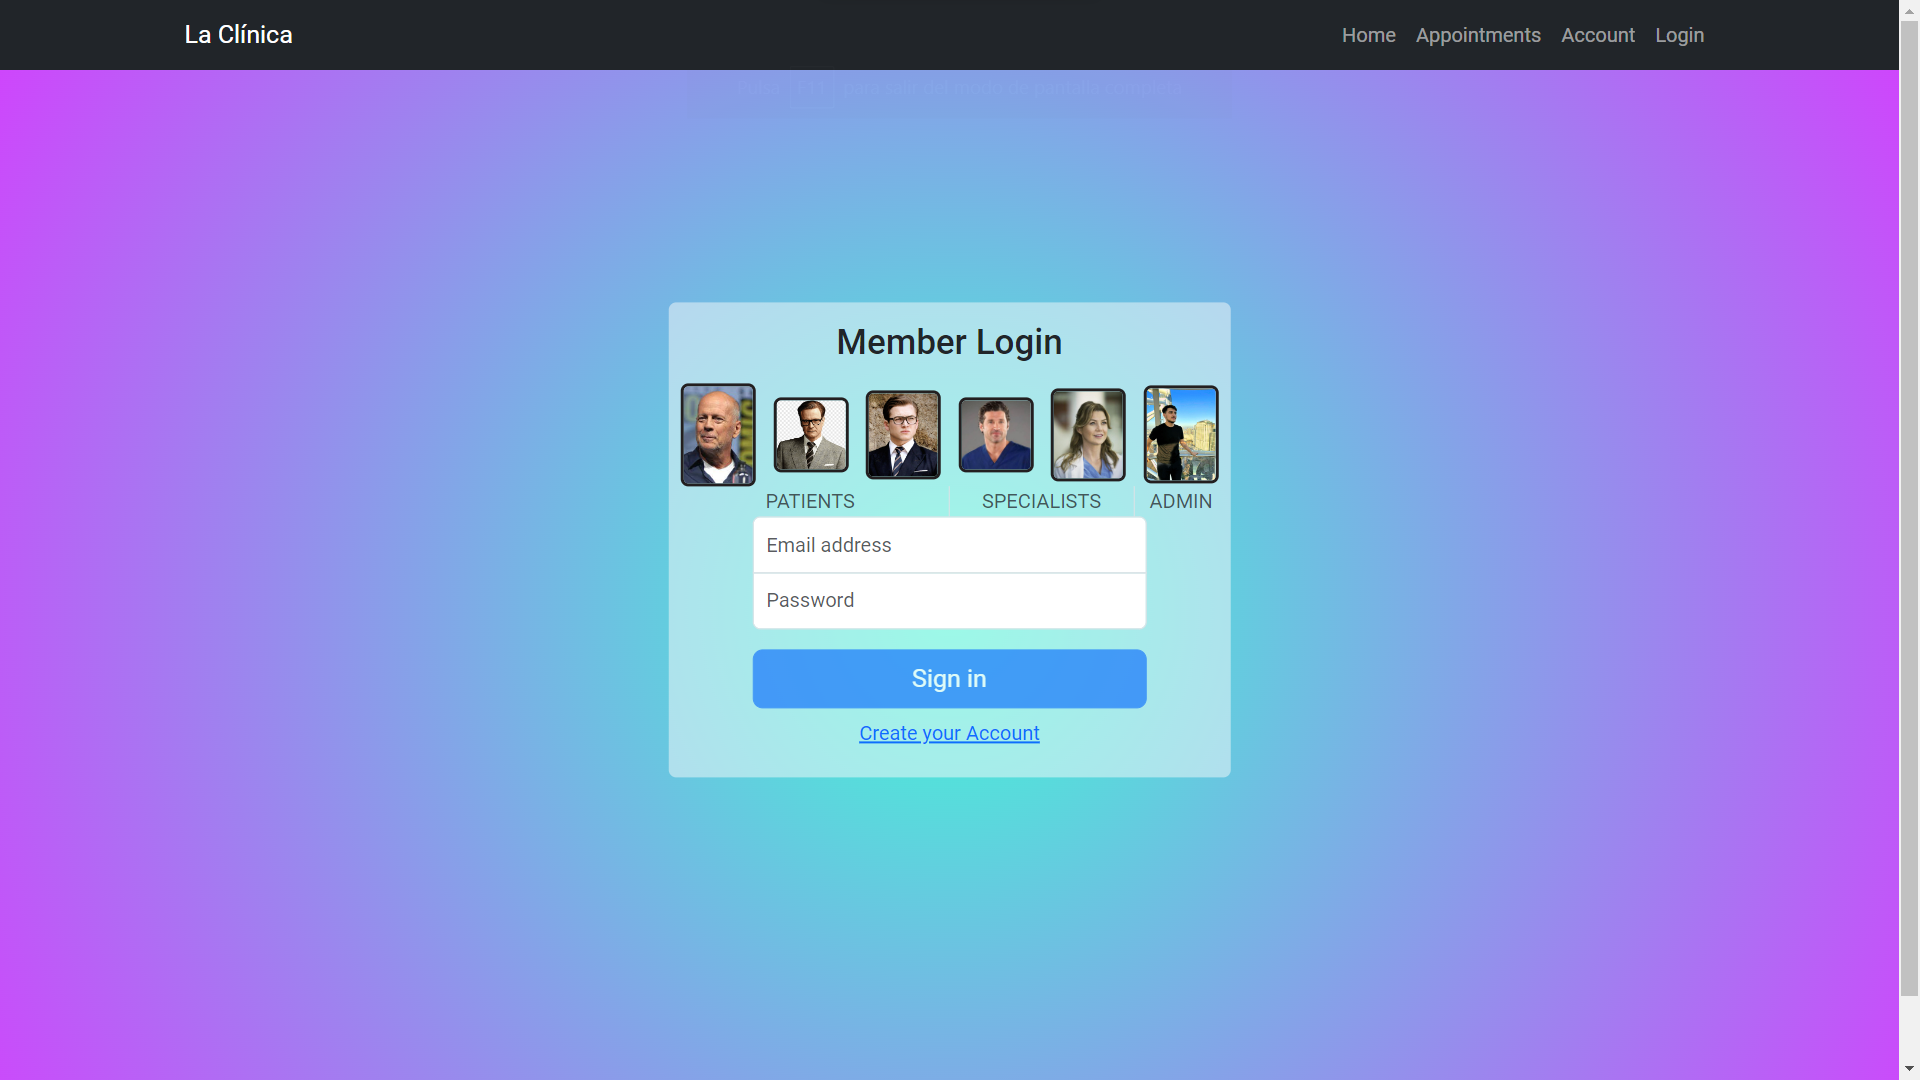 La Clínica
Home Appointments Account Login
Pulsa F11 para salir del modo de pantalla completa
Member Login
PATIENTS SPECIALISTS ADMIN
Email address
Password
Sign in
Create your Account